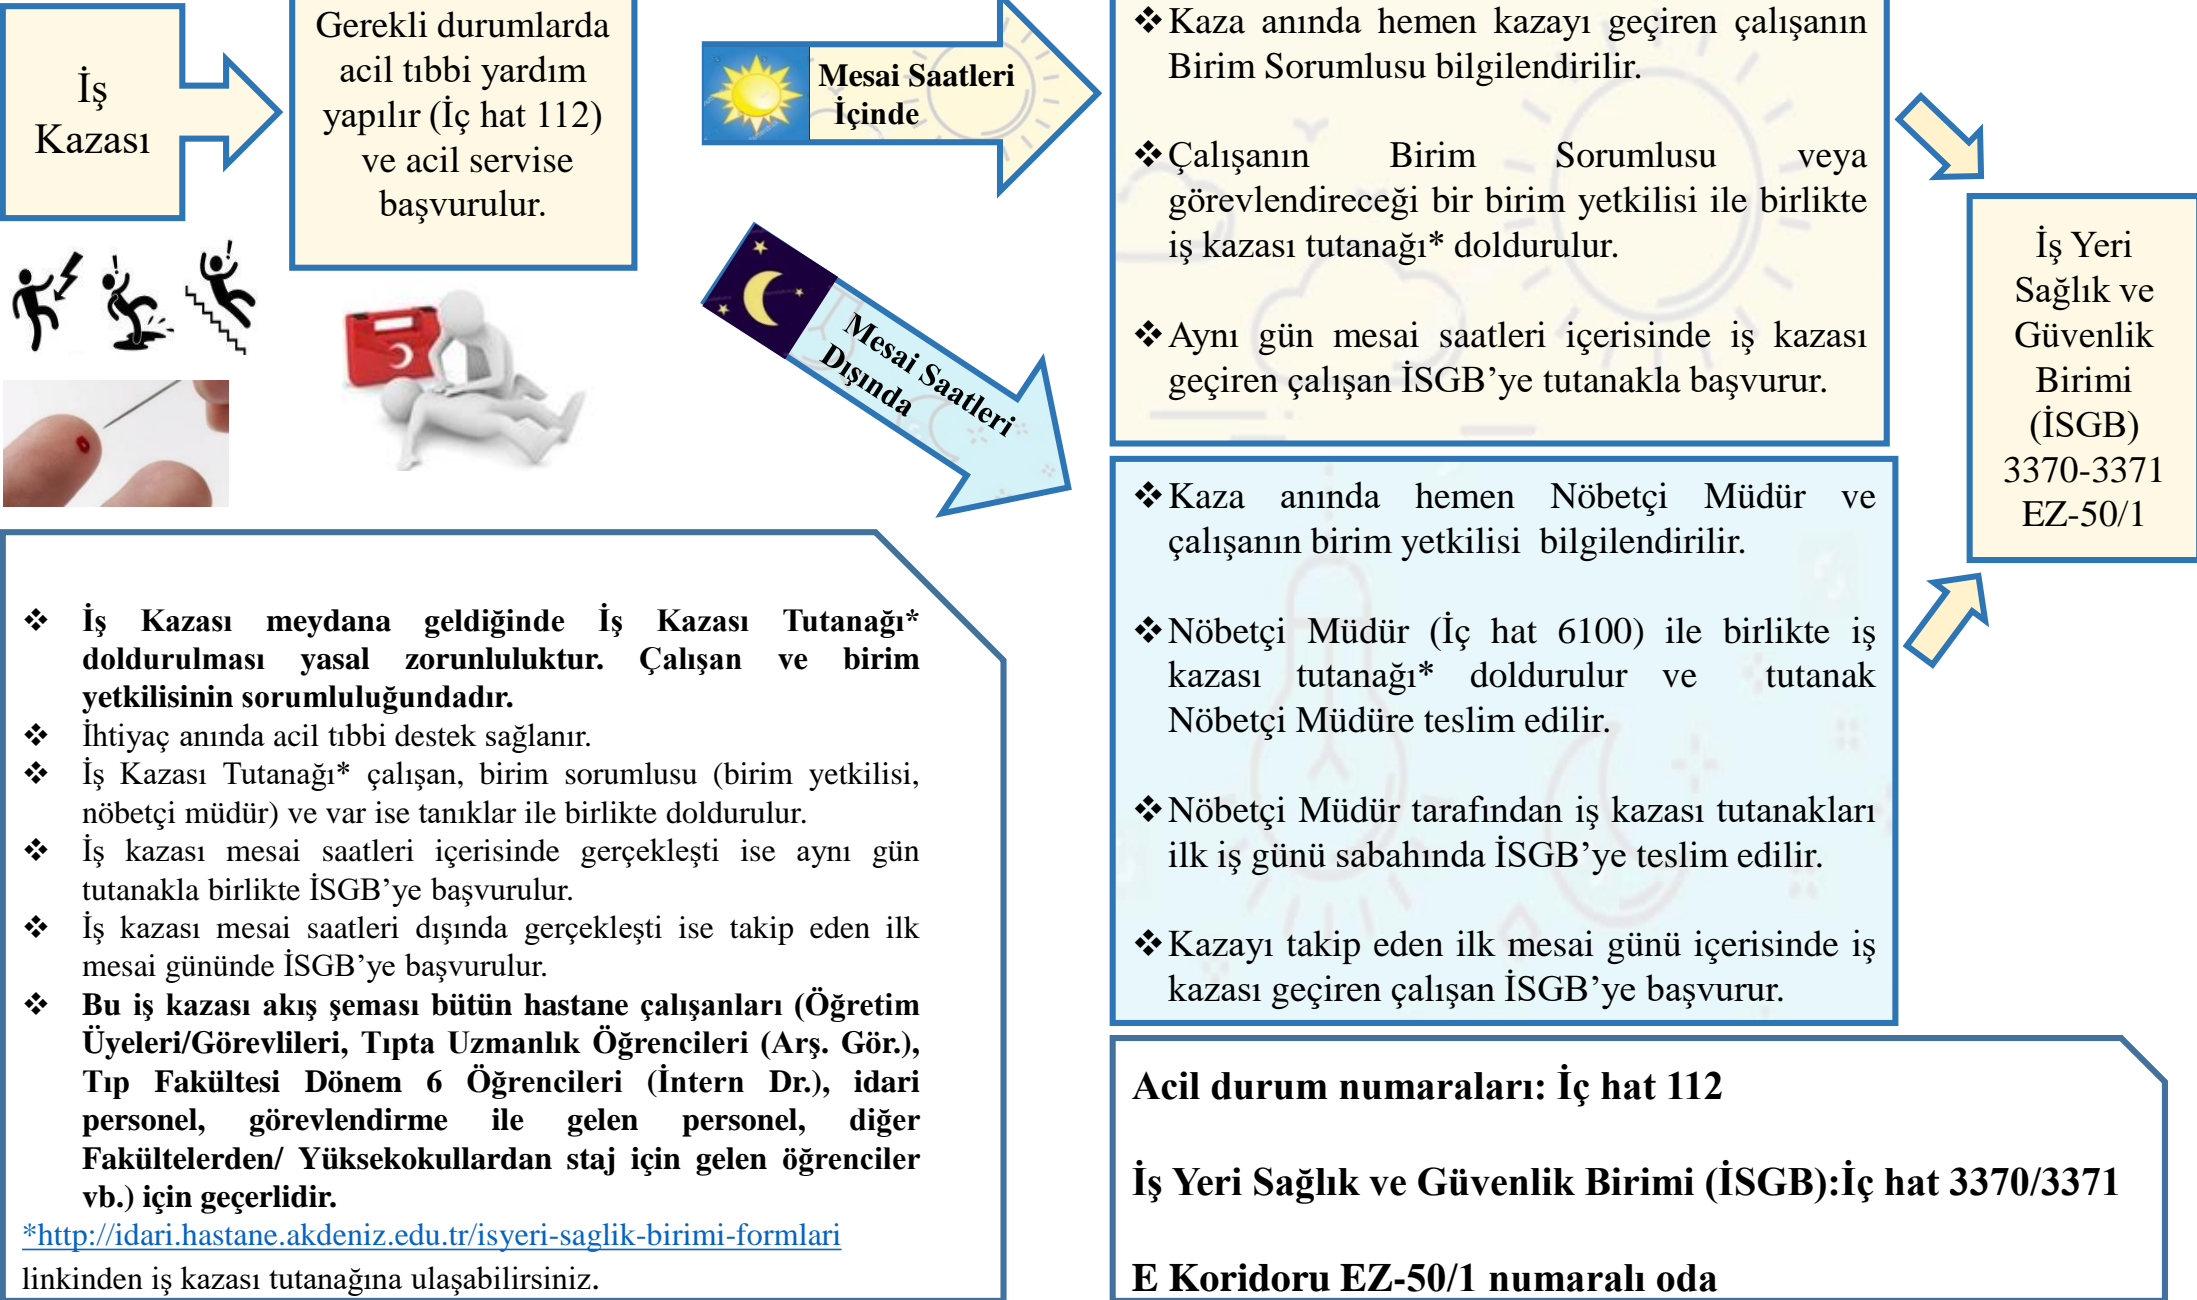 İş
Kazası
Gerekli durumlarda
acil tıbbi yardım
yapılır (İç hat 112)
ve acil servise
başvurulur.
Mesai Saatleri
İçinde
❖Kaza anında hemen kazayı geçiren çalışanın
Birim Sorumlusu bilgilendirilir.
❖Çalışanın Birim Sorumlusu veya
görevlendireceği bir birim yetkilisi ile birlikte
iş kazası tutanağı* doldurulur.
❖Aynı gün mesai saatleri içerisinde iş kazası
geçiren çalışan İSGB’ye tutanakla başvurur.
Mesai Saatleri
Dışında
❖Kaza anında hemen Nöbetçi Müdür ve
çalışanın birim yetkilisi bilgilendirilir.
❖Nöbetçi Müdür (İç hat 6100) ile birlikte iş
kazası tutanağı* doldurulur ve tutanak
Nöbetçi Müdüre teslim edilir.
❖Nöbetçi Müdür tarafından iş kazası tutanakları
ilk iş günü sabahında İSGB’ye teslim edilir.
❖Kazayı takip eden ilk mesai günü içerisinde iş
kazası geçiren çalışan İSGB’ye başvurur.
İş Yeri
Sağlık ve
Güvenlik
Birimi
(İSGB)
3370-3371
EZ-50/1
❖ İş Kazası meydana geldiğinde İş Kazası Tutanağı*
doldurulması yasal zorunluluktur. Çalışan ve birim
yetkilisinin sorumluluğundadır.
❖ İhtiyaç anında acil tıbbi destek sağlanır.
❖ İş Kazası Tutanağı* çalışan, birim sorumlusu (birim yetkilisi,
nöbetçi müdür) ve var ise tanıklar ile birlikte doldurulur.
❖ İş kazası mesai saatleri içerisinde gerçekleşti ise aynı gün
tutanakla birlikte İSGB’ye başvurulur.
❖ İş kazası mesai saatleri dışında gerçekleşti ise takip eden ilk
mesai gününde İSGB’ye başvurulur.
❖ Bu iş kazası akış şeması bütün hastane çalışanları (Öğretim
Üyeleri/Görevlileri, Tıpta Uzmanlık Öğrencileri (Arş. Gör.),
Tıp Fakültesi Dönem 6 Öğrencileri (İntern Dr.), idari
personel, görevlendirme ile gelen personel, diğer
Fakültelerden/ Yüksekokullardan staj için gelen öğrenciler
vb.) için geçerlidir.
*http://idari.hastane.akdeniz.edu.tr/isyeri-saglik-birimi-formlari
linkinden iş kazası tutanağına ulaşabilirsiniz.
Acil durum numaraları: İç hat 112
İş Yeri Sağlık ve Güvenlik Birimi (İSGB):İç hat 3370/3371
E Koridoru EZ-50/1 numaralı oda